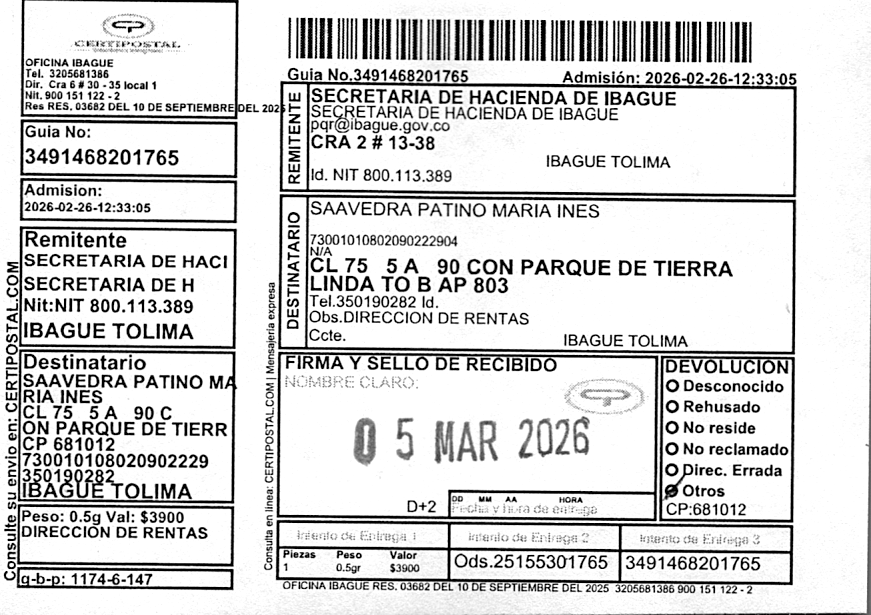 CERTIPOSTAL
OFICINA IBAGUE
Tel. 3205681386
Dir. Cra 6 # 30 - 35 local 1
Nit. 900 151 122 - 2
Res RES. 03682 DEL 10 DE SEPTIEMBRE DEL 2025
Guia No:
3491468201765
Admision:
2026-02-26-12:33:05
Remitente
SECRETARIA DE HACI
SECRETARIA DE H
Nit:NIT 800.113.389
IBAGUE TOLIMA
Destinatario
SAAVEDRA PATINO MA
RIA INES
CL 75 5 A 90 C
ON PARQUE DE TIERR
CP 681012
730010108020902229
350190282
IBAGUE TOLIMA
Peso: 0.5g Val: $3900
DIRECCION DE RENTAS
q-b-p: 1174-6-147
Consulte su envio en: CERTIPOSTAL.COM
Guia No.3491468201765
Admisión: 2026-02-26-12:33:05
REMITENTE
SECRETARIA DE HACIENDA DE IBAGUE
SECRETARIA DE HACIENDA DE IBAGUE
pqr@ibague.gov.co
CRA 2 # 13-38
IBAGUE TOLIMA
Id. NIT 800.113.389
DESTINATARIO
SAAVEDRA PATINO MARIA INES
73001010802090222904
N/A
CL 75 5 A 90 CON PARQUE DE TIERRA
LINDA TO B AP 803
Tel.350190282 Id.
Obs.DIRECCION DE RENTAS
Ccte.
IBAGUE TOLIMA
Consulta en linea: CERTIPOSTAL.COM | Mensajeria expresa
FIRMA Y SELLO DE RECIBIDO
NOMBRE CLARO:
0 5 MAR 2026
D+2
DD MM AA HORA
Fecha y hora de entrega
DEVOLUCION
Desconocido
Rehusado
No reside
No reclamado
Direc. Errada
Otros
CP:681012
Intento de Entrega 1
Intento de Entrega 2
Intento de Entrega 3
Piezas Peso Valor
1 0.5gr $3900
Ods.25155301765
3491468201765
OFICINA IBAGUE RES. 03682 DEL 10 DE SEPTIEMBRE DEL 2025 3205681386 900 151 122 - 2